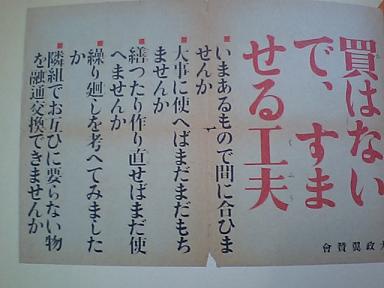 買はない
で、すま
せる工夫
いまあるもので間に合ひま
せんか
大事に使へばまだまだもち
ませんか
繕つたり作り直せばまだ使
へませんか
繰り廻しを考へてみました
か
隣組でお互ひに要らない物
を融通交換できませんか
大政翼賛会